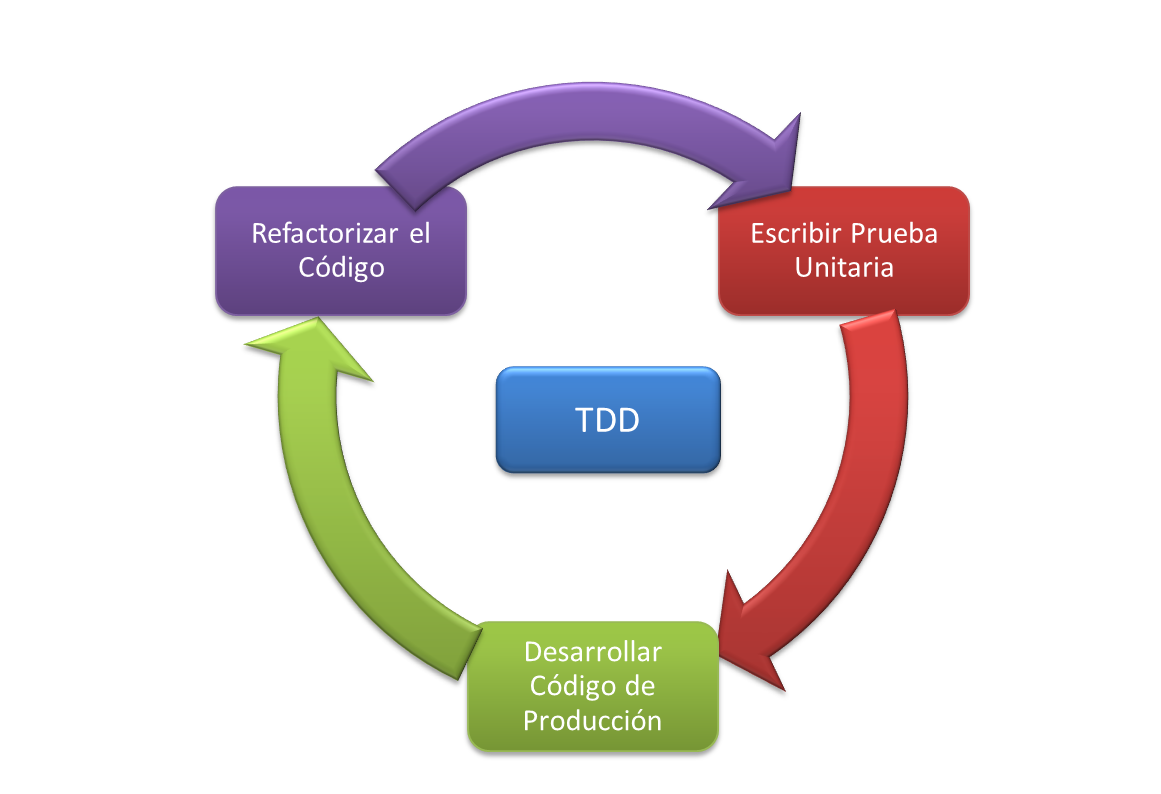 Refactorizar el
Código
Escribir Prueba
Unitaria
TDD
Desarrollar
Código de
Producción